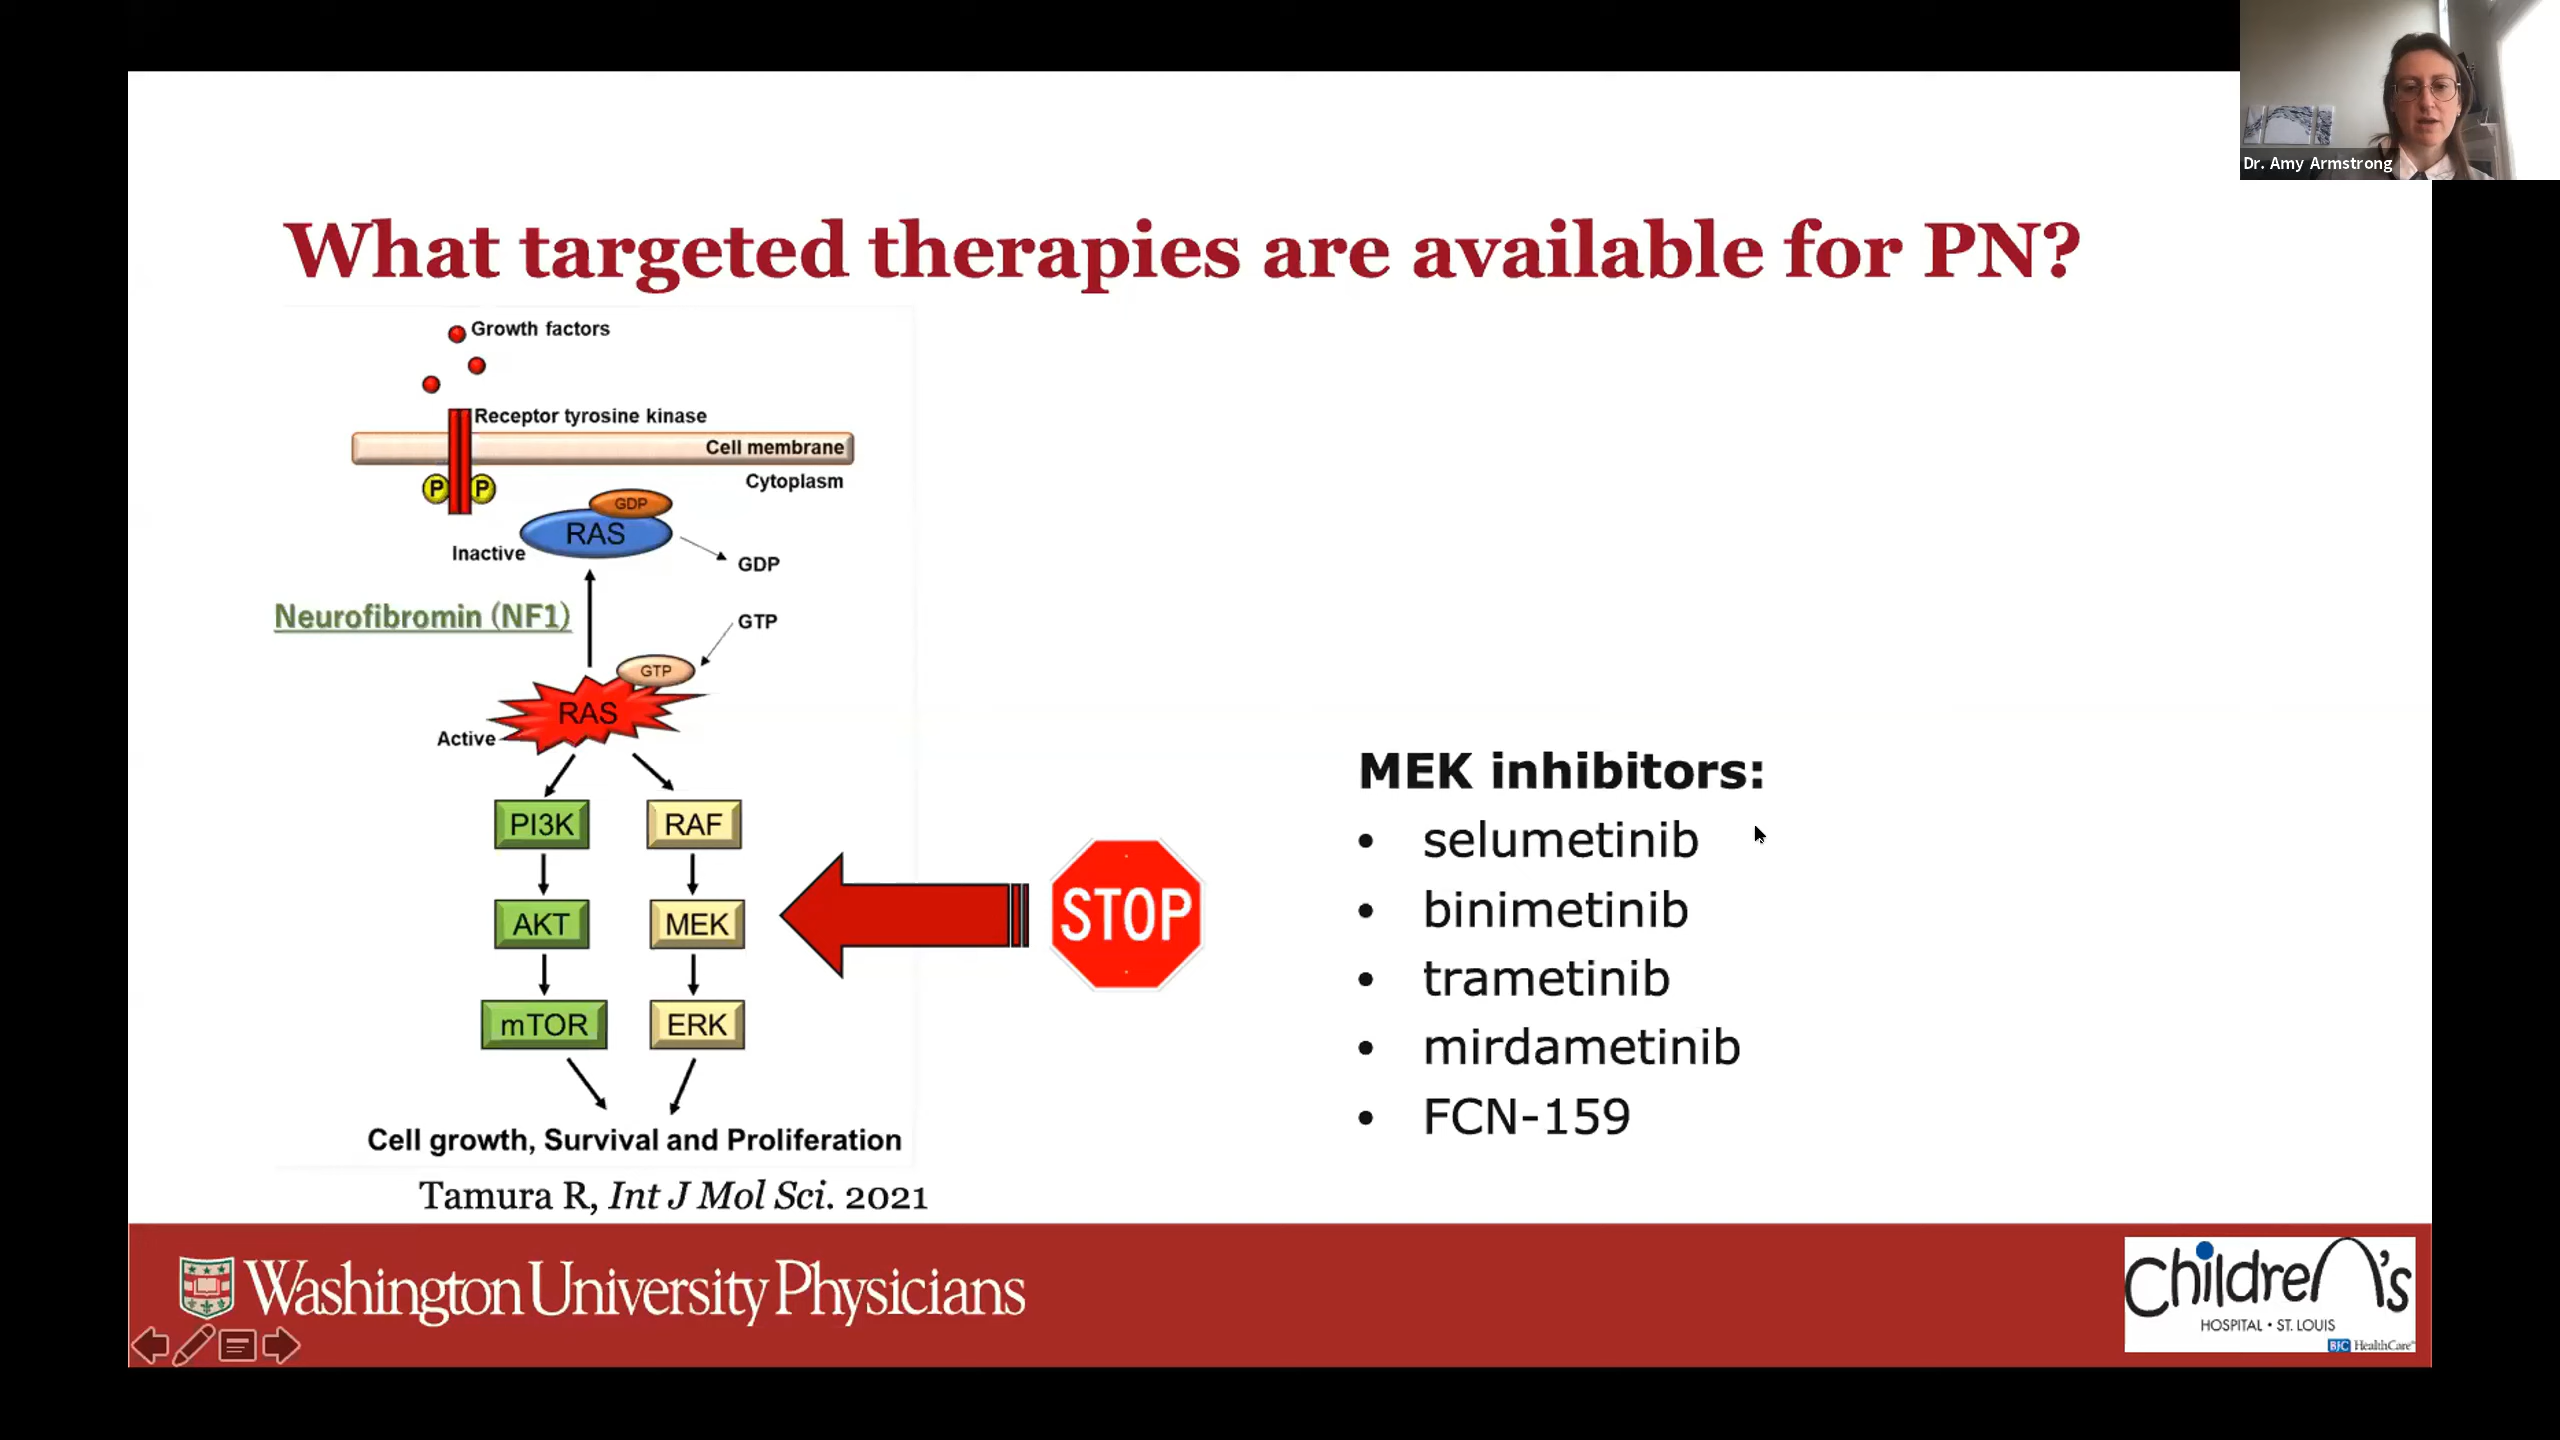 Dr. Amy Armstrong
What targeted therapies are available for PN?
Growth factors
Receptor tyrosine kinase
Cell membrane
Cytoplasm
P
P
GDP
RAS
Inactive
GDP
Neurofibromin (NF1)
GTP
GTP
RAS
Active
PI3K
RAF
AKT
MEK
mTOR
ERK
Cell growth, Survival and Proliferation
Tamura R, Int J Mol Sci. 2021
STOP
MEK inhibitors:
• selumetinib
• binimetinib
• trametinib
• mirdametinib
• FCN-159
Washington University Physicians
Children's
HOSPITAL • ST. LOUIS
BJC HealthCare